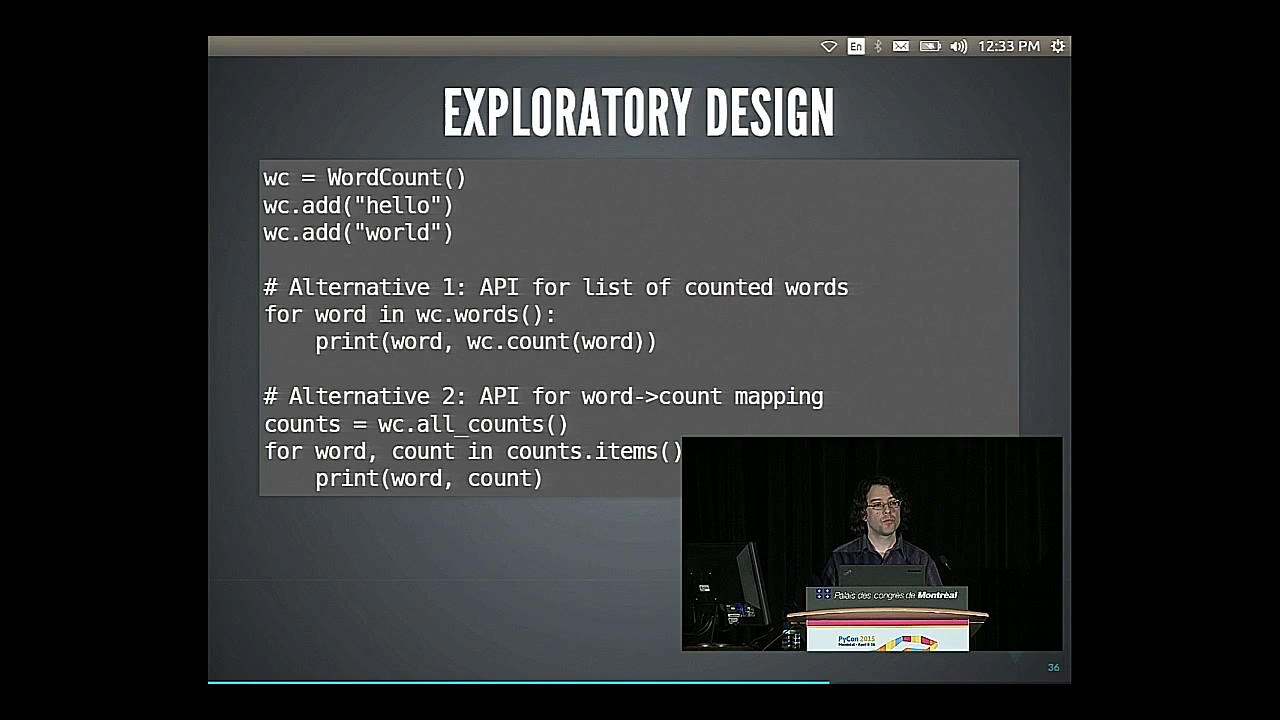 En 12:33 PM
EXPLORATORY DESIGN
wc = WordCount()
wc.add("hello")
wc.add("world")
# Alternative 1: API for list of counted words
for word in wc.words():
    print(word, wc.count(word))
# Alternative 2: API for word->count mapping
counts = wc.all_counts()
for word, count in counts.items()
    print(word, count)
Palais des congrès de Montréal
PyCon 2015
36